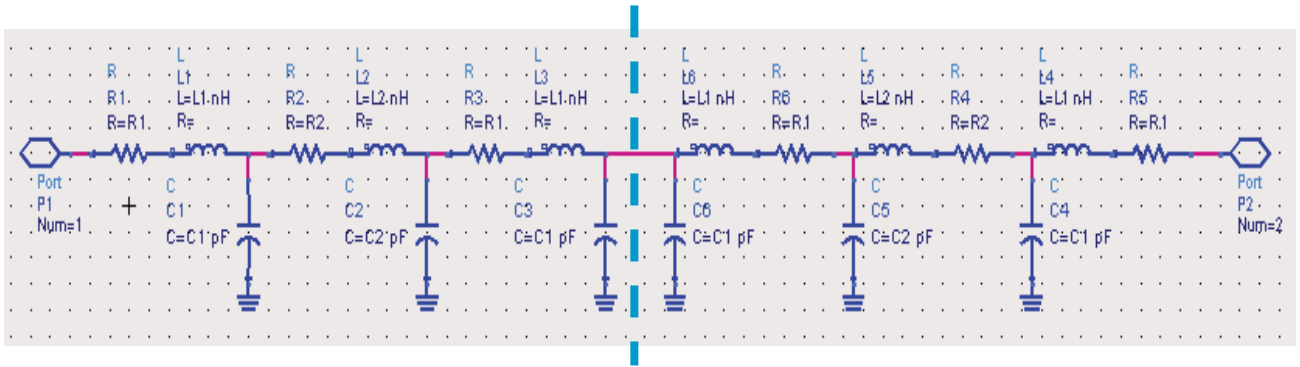 R
R1
R=R1
L
L1
L=L1 nH
R=
R
R2
R=R2
L
L2
L=L2 nH
R=
R
R3
R=R1
L
L3
L=L1 nH
R=
L
L6
L=L1 nH
R=
R
R6
R=R1
L
L5
L=L2 nH
R=
R
R4
R=R2
L
L4
L=L1 nH
R=
R
R5
R=R1
Port
P1
Num=1
C
C1
C=C1 pF
C
C2
C=C2 pF
C
C3
C=C1 pF
C
C6
C=C1 pF
C
C5
C=C2 pF
C
C4
C=C1 pF
Port
P2
Num=2